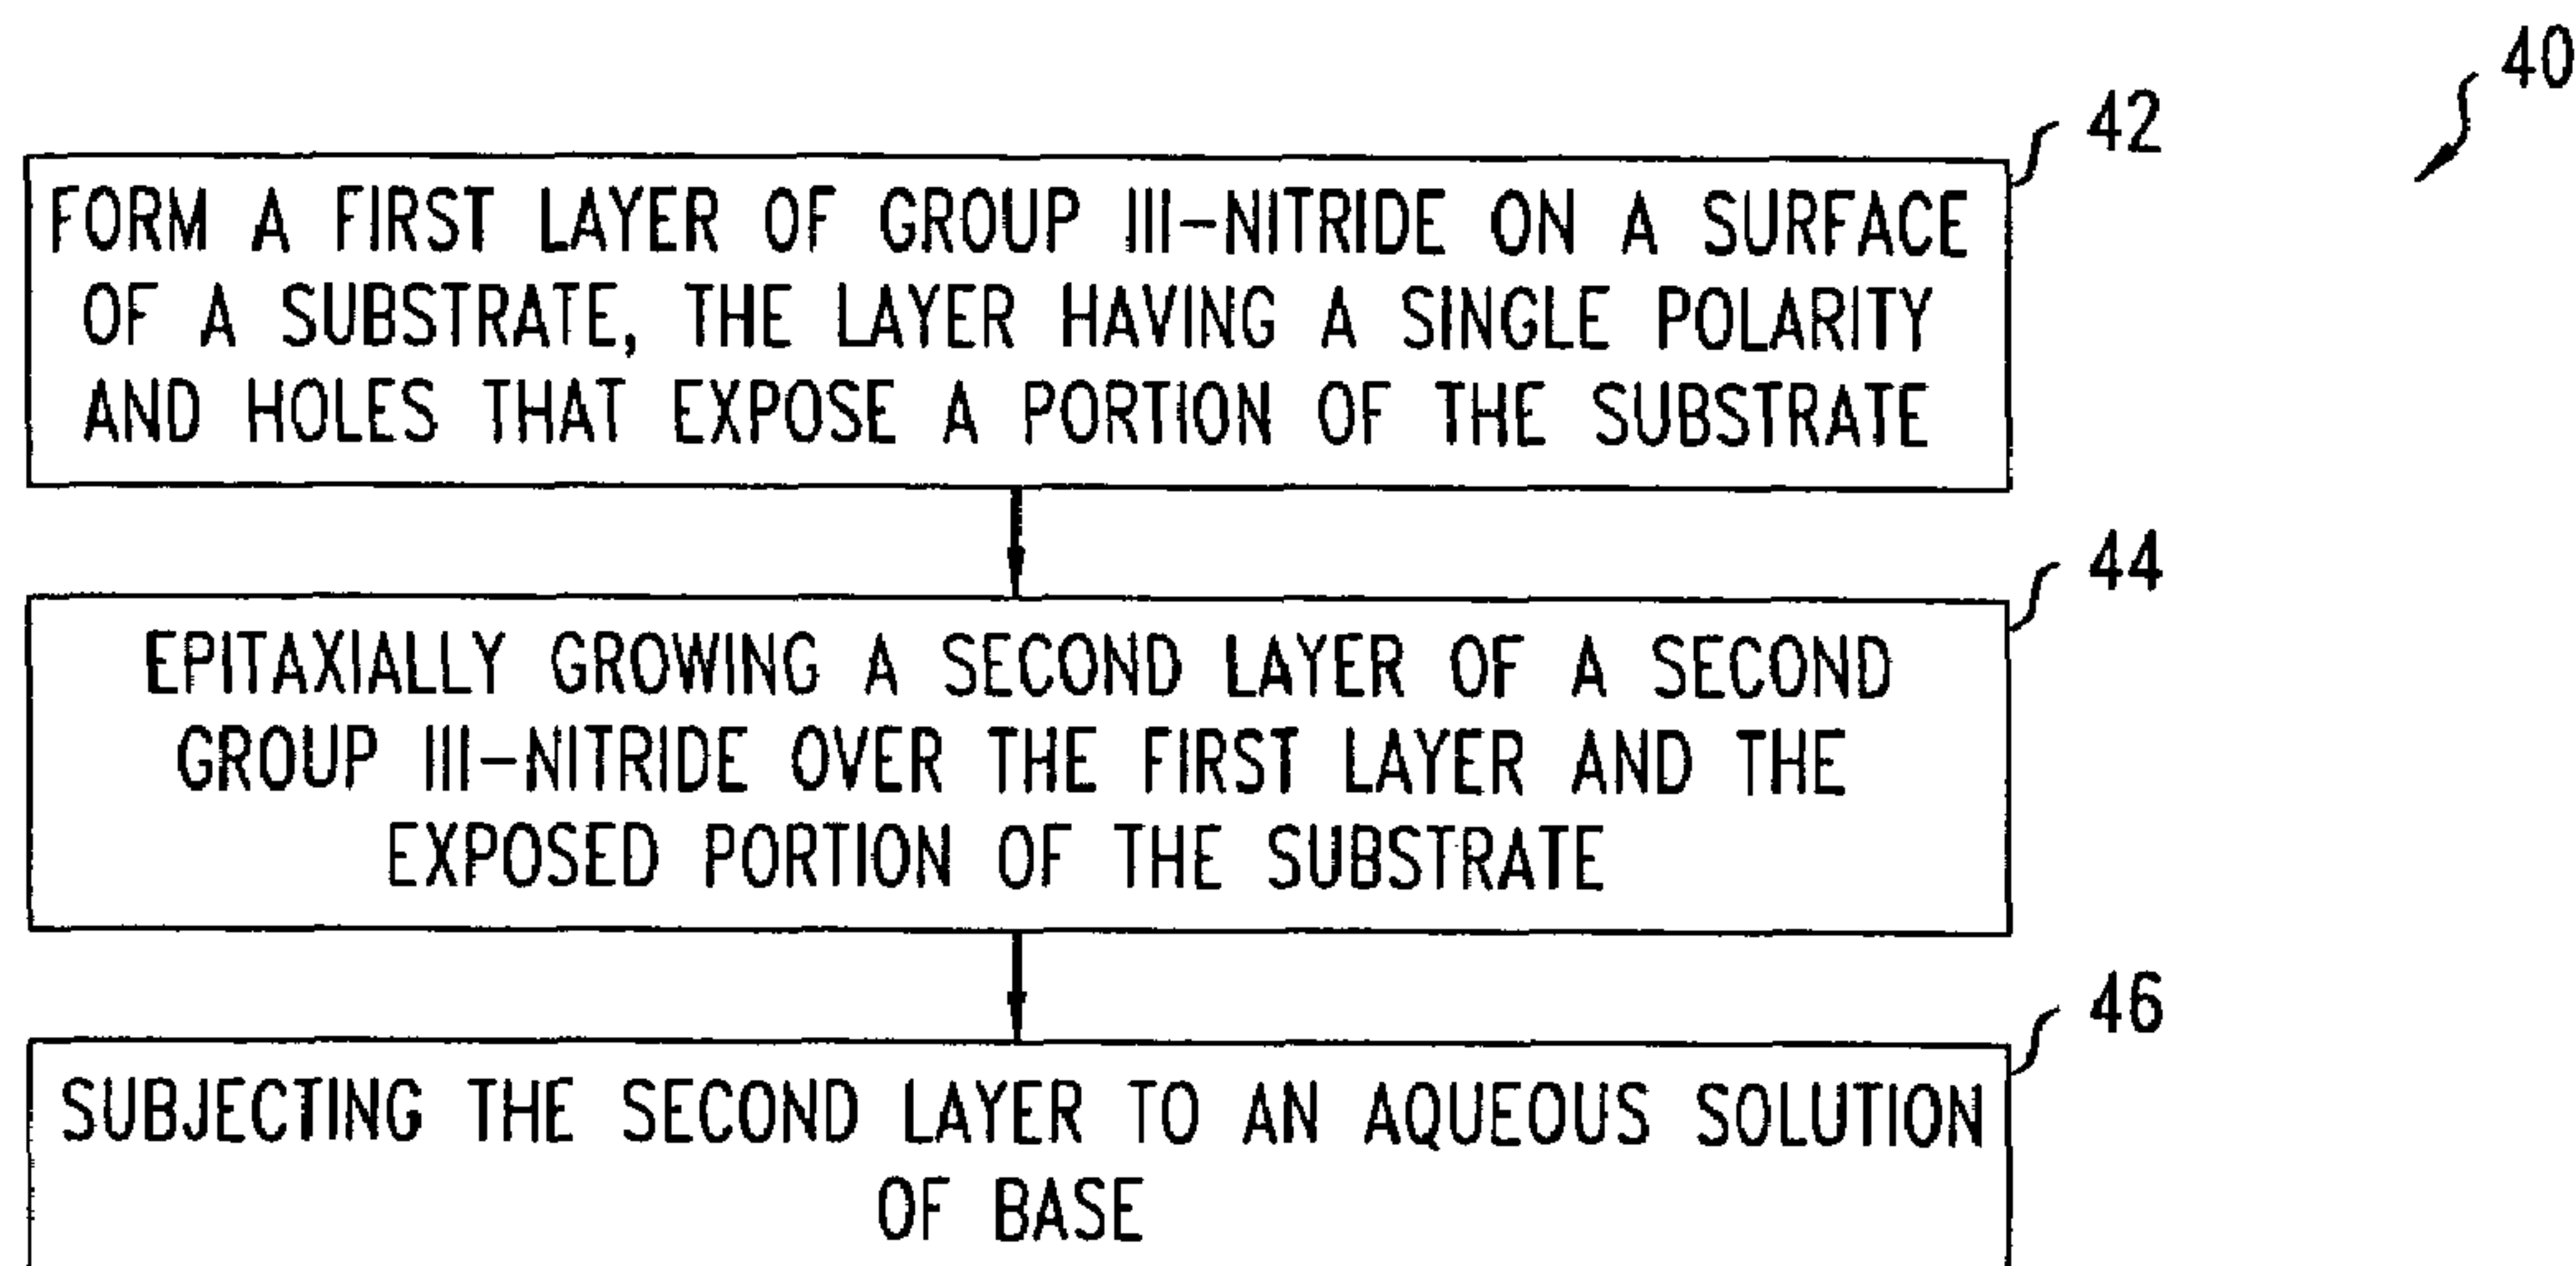 40
42
FORM A FIRST LAYER OF GROUP III-NITRIDE ON A SURFACE
OF A SUBSTRATE, THE LAYER HAVING A SINGLE POLARITY
AND HOLES THAT EXPOSE A PORTION OF THE SUBSTRATE
44
EPITAXIALLY GROWING A SECOND LAYER OF A SECOND
GROUP III-NITRIDE OVER THE FIRST LAYER AND THE
EXPOSED PORTION OF THE SUBSTRATE
46
SUBJECTING THE SECOND LAYER TO AN AQUEOUS SOLUTION
OF BASE